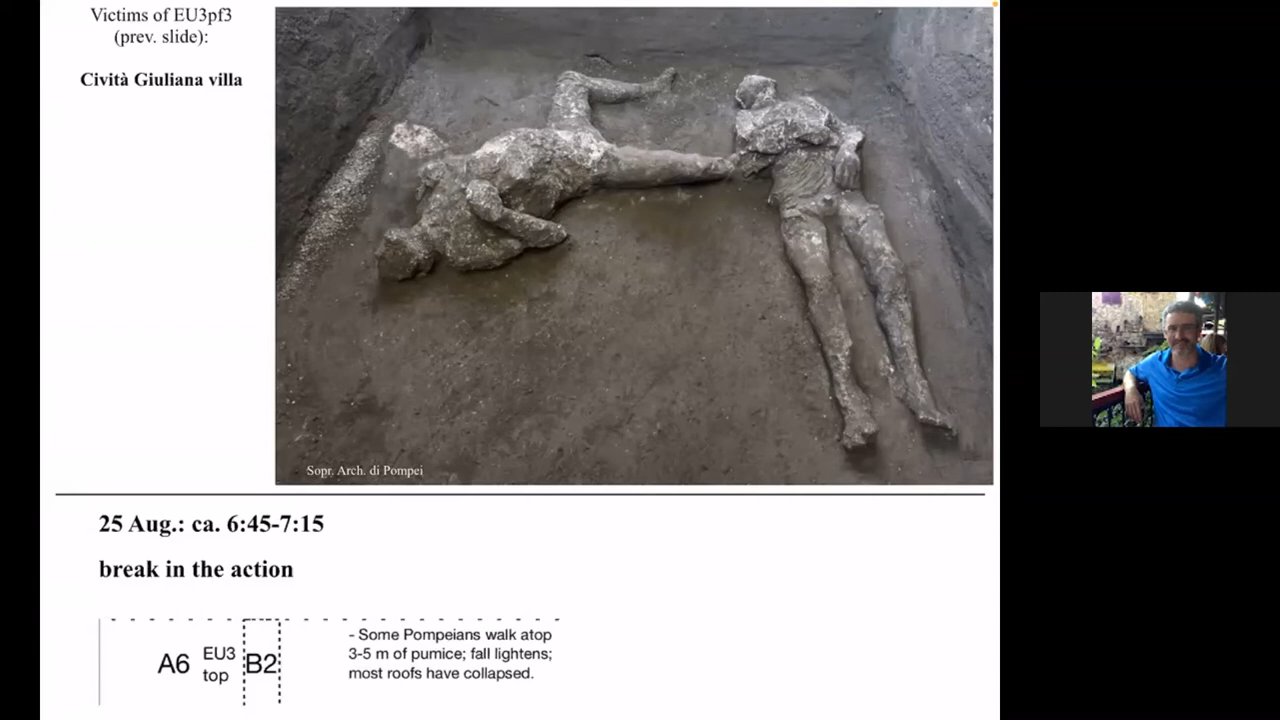 Victims of EU3pf3
(prev. slide):
Cività Giuliana villa
Sopr. Arch. di Pompei
25 Aug.: ca. 6:45-7:15
break in the action
A6 EU3 top B2
- Some Pompeians walk atop
3-5 m of pumice; fall lightens;
most roofs have collapsed.